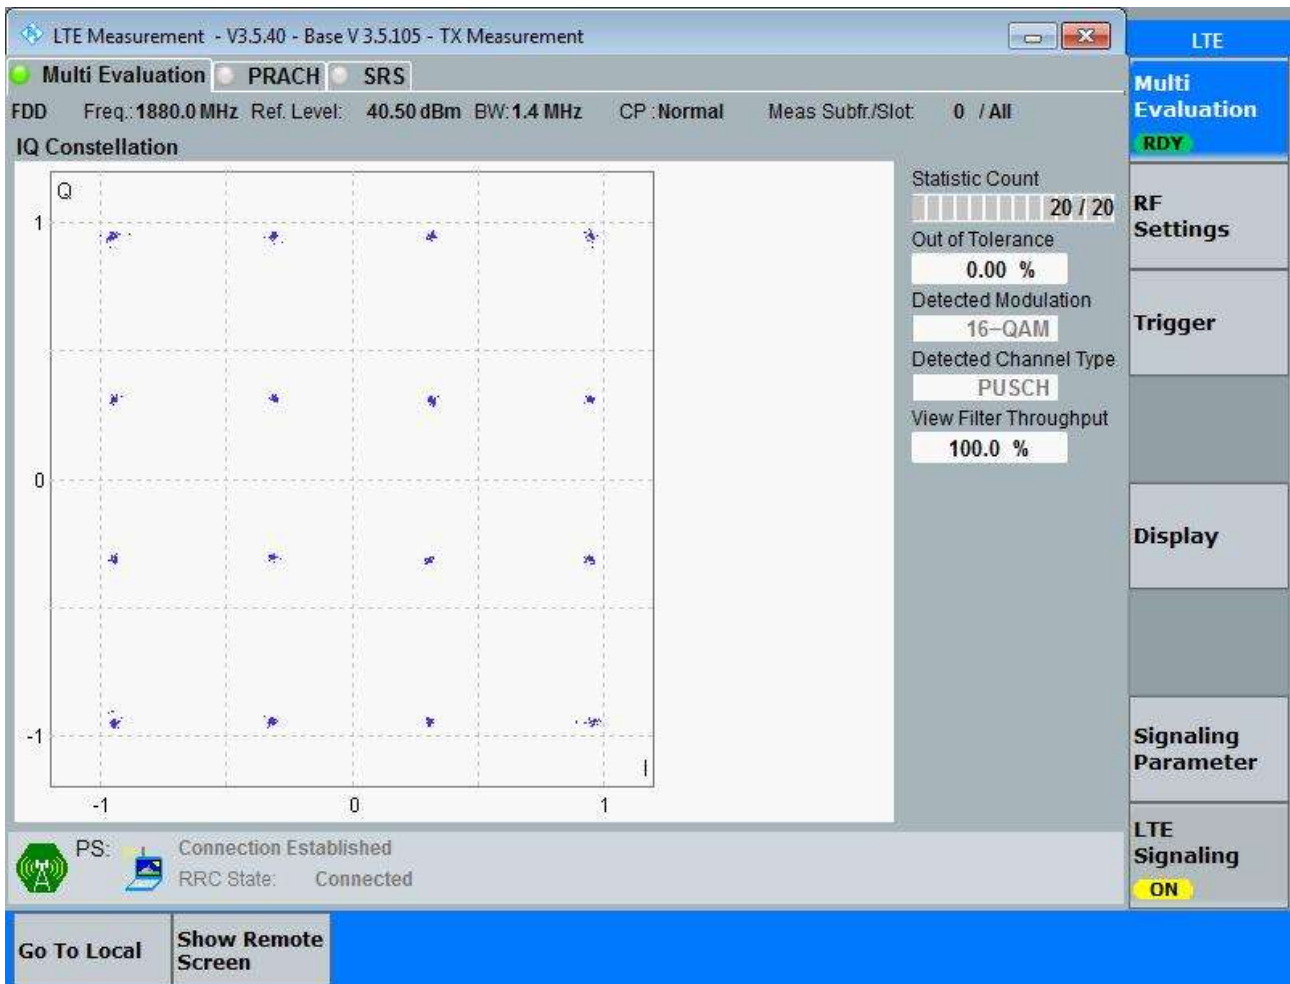 LTE Measurement - V3.5.40 - Base V 3.5.105 - TX Measurement
LTE
Multi Evaluation PRACH SRS
FDD Freq.:1880.0 MHz Ref. Level: 40.50 dBm BW:1.4 MHz CP :Normal Meas Subfr./Slot: 0 / All
IQ Constellation
Q
1
0
-1
-1 0 1
I
Statistic Count
20 / 20
Out of Tolerance
0.00 %
Detected Modulation
16-QAM
Detected Channel Type
PUSCH
View Filter Throughput
100.0 %
Multi
Evaluation
RDY
RF
Settings
Trigger
Display
Signaling
Parameter
LTE
Signaling
ON
PS: Connection Established
RRC State: Connected
Go To Local
Show Remote
Screen